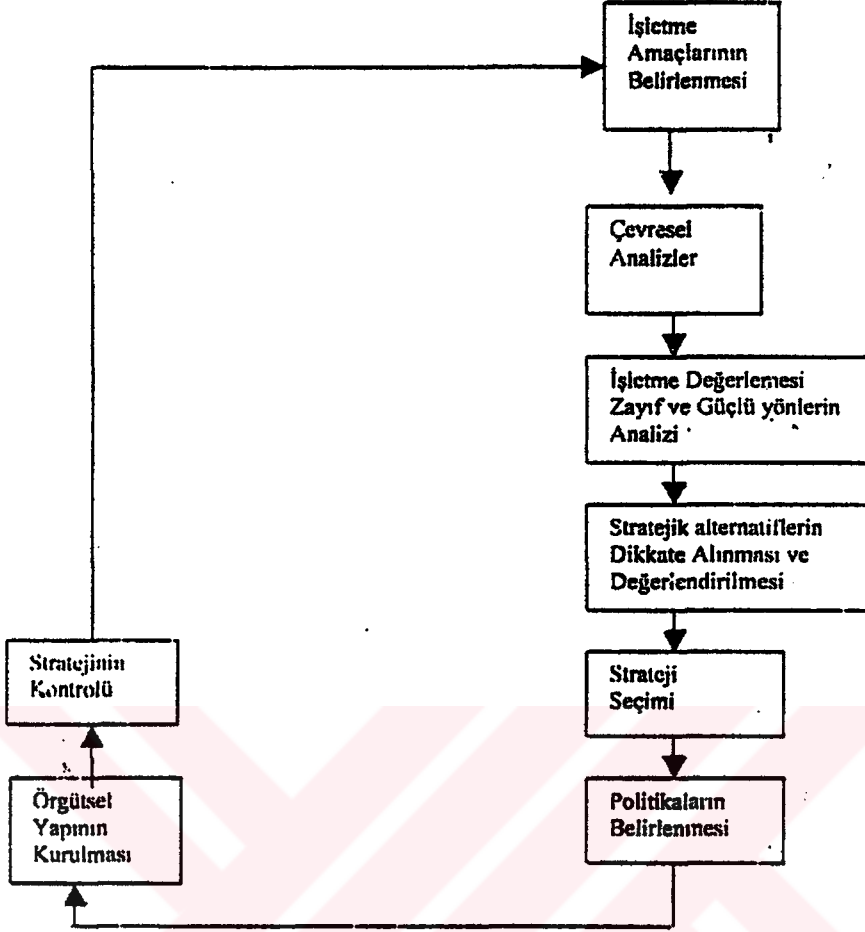 İşletme
Amaçlarının
Belirlenmesi
Çevresel
Analizler
İşletme Değerlemesi
Zayıf ve Güçlü yönlerin
Analizi
Stratejik alternatiflerin
Dikkate Alınması ve
Değerlendirilmesi
Strateji
Seçimi
Politikaların
Belirlenmesi
Örgütsel
Yapının
Kurulması
Stratejinin
Kontrolü